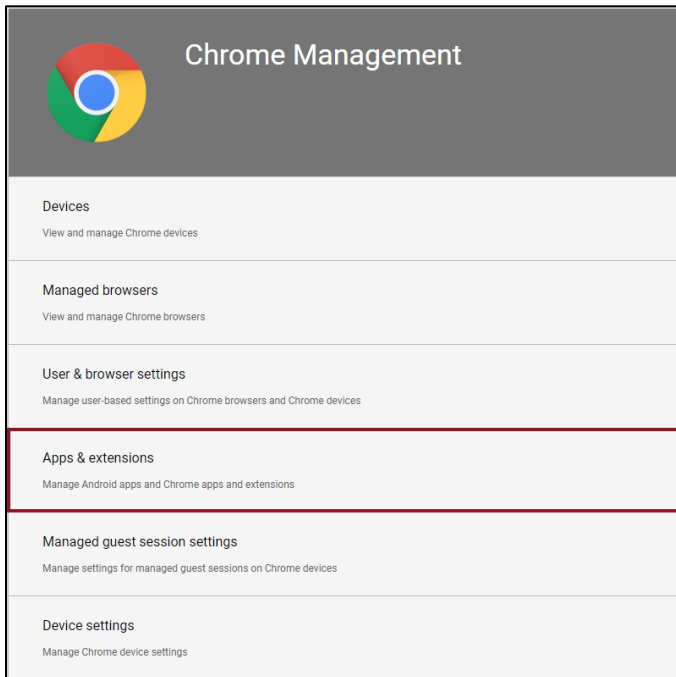 Chrome Management
Devices
View and manage Chrome devices
Managed browsers
View and manage Chrome browsers
User & browser settings
Manage user-based settings on Chrome browsers and Chrome devices
Apps & extensions
Manage Android apps and Chrome apps and extensions
Managed guest session settings
Manage settings for managed guest sessions on Chrome devices
Device settings
Manage Chrome device settings